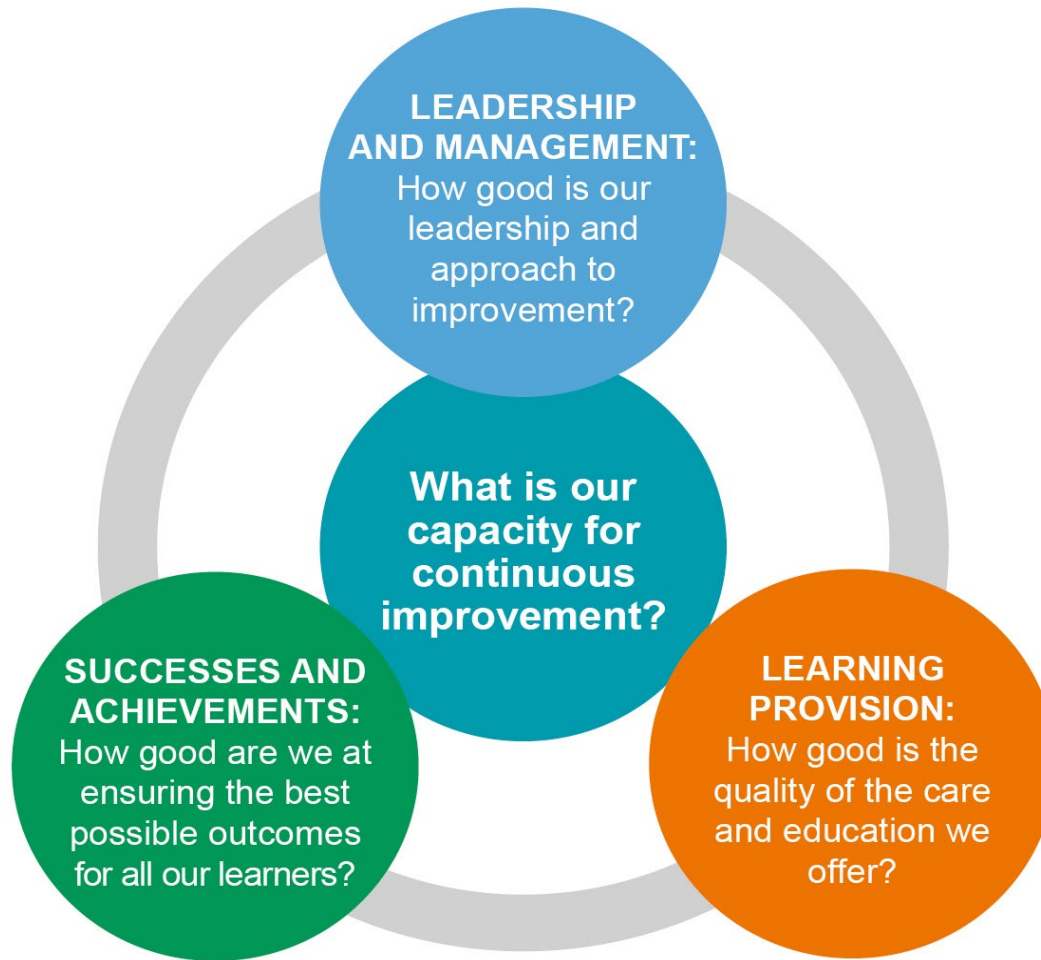 LEADERSHIP
AND MANAGEMENT:
How good is our
leadership and
approach to
improvement?
What is our
capacity for
continuous
improvement?
SUCCESSES AND
ACHIEVEMENTS:
How good are we at
ensuring the best
possible outcomes
for all our learners?
LEARNING
PROVISION:
How good is the
quality of the care
and education we
offer?